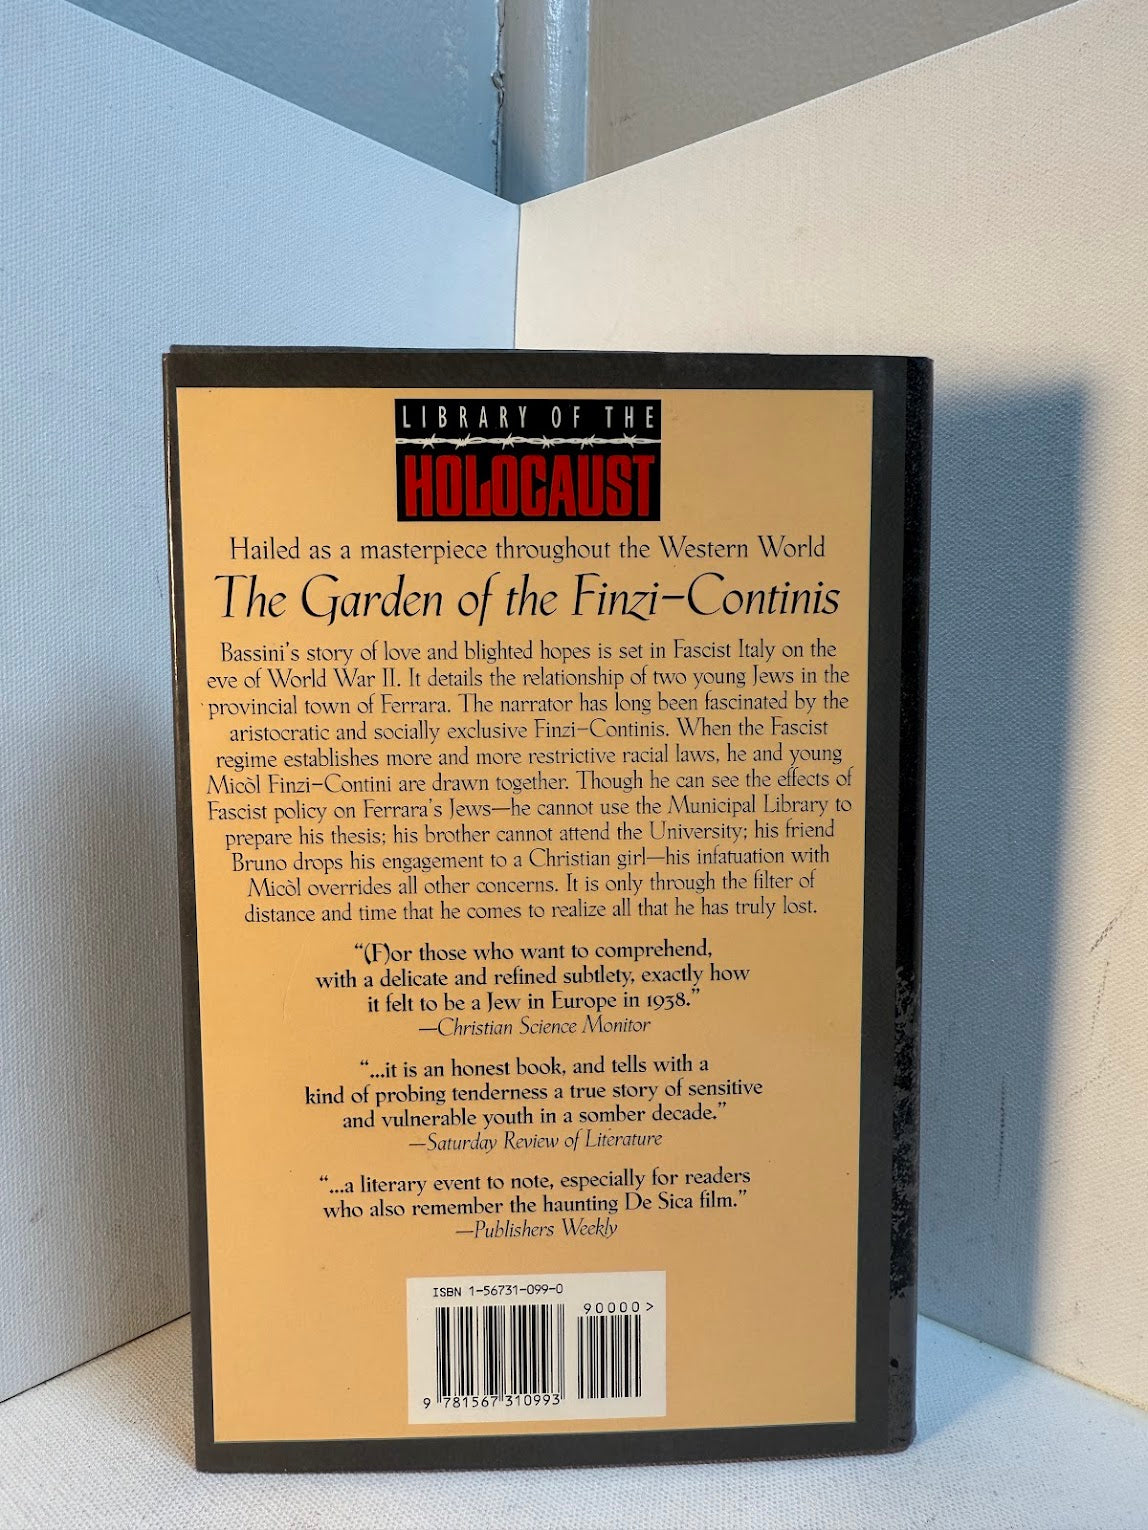 LIBRARY OF THE
HOLOCAUST
Hailed as a masterpiece throughout the Western World
The Garden of the Finzi-Continis
Bassini's story of love and blighted hopes is set in Fascist Italy on the
eve of World War II. It details the relationship of two young Jews in the
provincial town of Ferrara. The narrator has long been fascinated by the
aristocratic and socially exclusive Finzi-Continis. When the Fascist
regime establishes more and more restrictive racial laws, he and young
Micòl Finzi-Contini are drawn together. Though he can see the effects of
Fascist policy on Ferrara's Jews—he cannot use the Municipal Library to
prepare his thesis; his brother cannot attend the University; his friend
Bruno drops his engagement to a Christian girl—his infatuation with
Micòl overrides all other concerns. It is only through the filter of
distance and time that he comes to realize all that he has truly lost.
“(F)or those who want to comprehend,
with a delicate and refined subtlety, exactly how
it felt to be a Jew in Europe in 1938.”
—Christian Science Monitor
“...it is an honest book, and tells with a
kind of probing tenderness a true story of sensitive
and vulnerable youth in a somber decade.”
—Saturday Review of Literature
“...a literary event to note, especially for readers
who also remember the haunting De Sica film.”
—Publishers Weekly
ISBN 1-56731-099-0
90000>
9 781567 310993